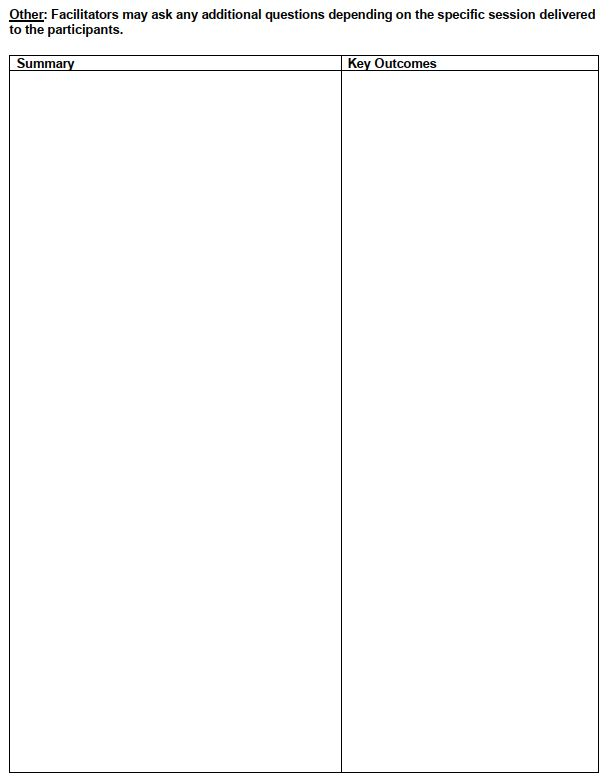 Other: Facilitators may ask any additional questions depending on the specific session delivered
to the participants.
Summary
Key Outcomes